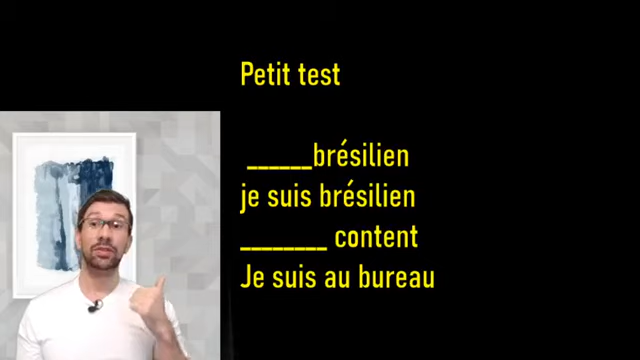 Petit test
______brésilien
je suis brésilien
________ content
Je suis au bureau